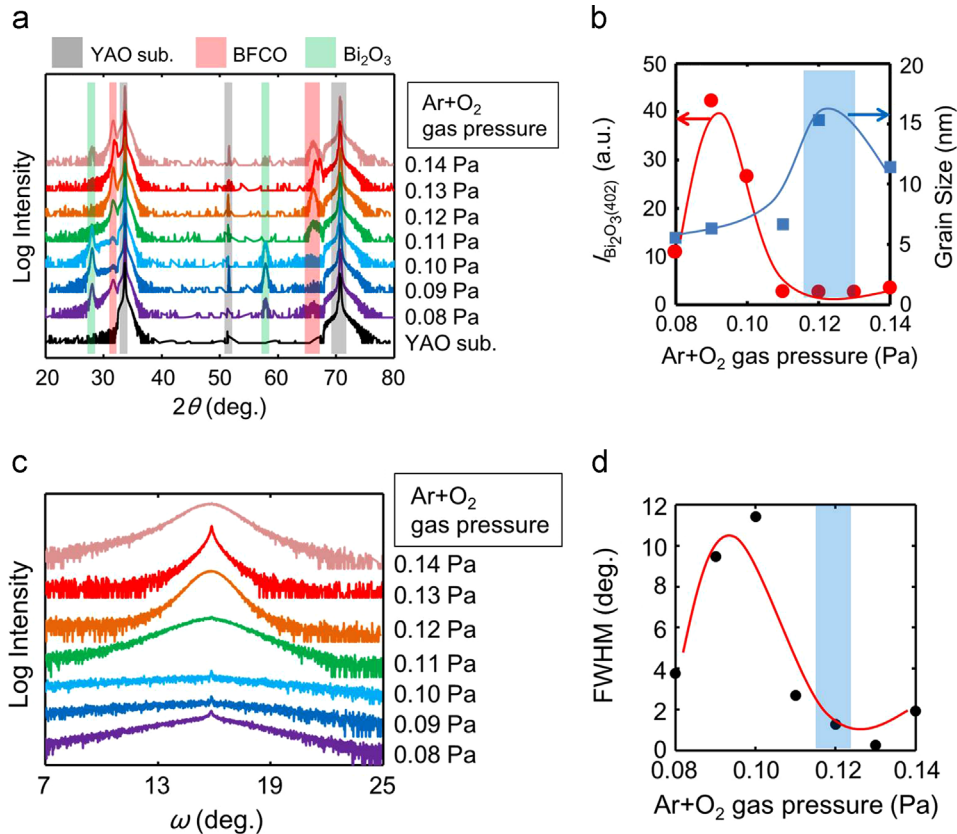 a
YAO sub. BFCO Bi₂O₃
Ar+O₂
gas pressure
0.14 Pa
0.13 Pa
0.12 Pa
0.11 Pa
0.10 Pa
0.09 Pa
0.08 Pa
YAO sub.
Log Intensity
20 30 40 50 60 70 80
2θ (deg.)
b
50
40
30
20
10
0
I Bi₂O₃(402) (a.u.)
20
15
10
5
0
Grain Size (nm)
0.08 0.10 0.12 0.14
Ar+O₂ gas pressure (Pa)
c
Ar+O₂
gas pressure
0.14 Pa
0.13 Pa
0.12 Pa
0.11 Pa
0.10 Pa
0.09 Pa
0.08 Pa
Log Intensity
7 13 19 25
ω (deg.)
d
12
10
8
6
4
2
0
FWHM (deg.)
0.08 0.10 0.12 0.14
Ar+O₂ gas pressure (Pa)